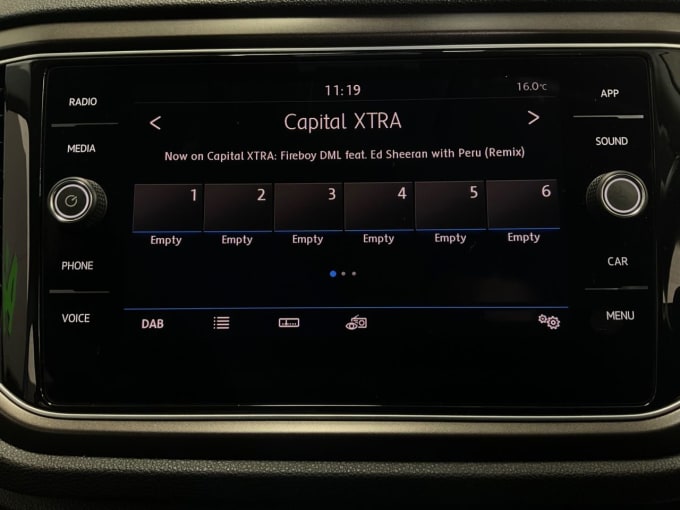 11:19 16.0°C
RADIO
APP
< Capital XTRA >
MEDIA
SOUND
Now on Capital XTRA: Fireboy DML feat. Ed Sheeran with Peru (Remix)
1 2 3 4 5 6
Empty Empty Empty Empty Empty Empty
PHONE
CAR
VOICE
MENU
DAB